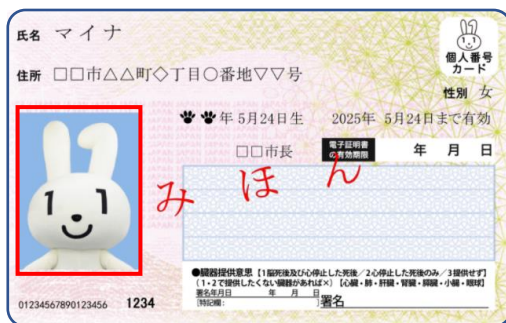 氏名 マイナ
個人番号
カード
住所 □□市△△町◇丁目○番地▽▽号
性別 女
年5月24日生 2025年 5月24日まで有効
□□市長 電子証明書
の有効期限 年 月 日
みほん
1 1
●臓器提供意思【1脳死後及び心停止した死後／2心停止した死後のみ／3提供せず】
（1・2で提供したくない臓器があれば×）【心臓・肺・肝臓・腎臓・膵臓・小腸・眼球】
署名年月日 年 月 日
［特記欄： ］署名
01234567890123456 1234